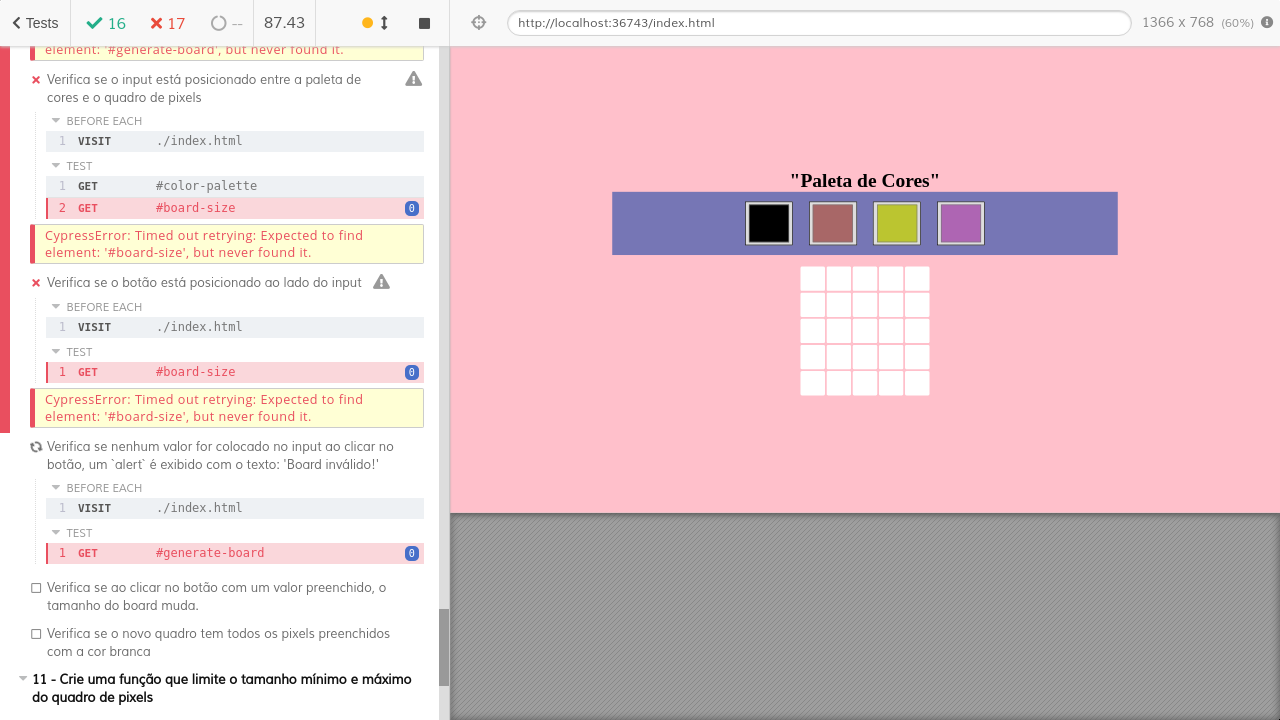 Tests 16 17 -- 87.43
http://localhost:36743/index.html 1366 x 768 (60%)
element: '#generate-board', but never found it.
Verifica se o input está posicionado entre a paleta de
cores e o quadro de pixels
BEFORE EACH
1 VISIT ./index.html
TEST
1 GET #color-palette
2 GET #board-size 0
CypressError: Timed out retrying: Expected to find
element: '#board-size', but never found it.
Verifica se o botão está posicionado ao lado do input
BEFORE EACH
1 VISIT ./index.html
TEST
1 GET #board-size 0
CypressError: Timed out retrying: Expected to find
element: '#board-size', but never found it.
Verifica se nenhum valor for colocado no input ao clicar no
botão, um `alert` é exibido com o texto: 'Board inválido!'
BEFORE EACH
1 VISIT ./index.html
TEST
1 GET #generate-board 0
Verifica se ao clicar no botão com um valor preenchido, o
tamanho do board muda.
Verifica se o novo quadro tem todos os pixels preenchidos
com a cor branca
11 - Crie uma função que limite o tamanho mínimo e máximo
do quadro de pixels
"Paleta de Cores"